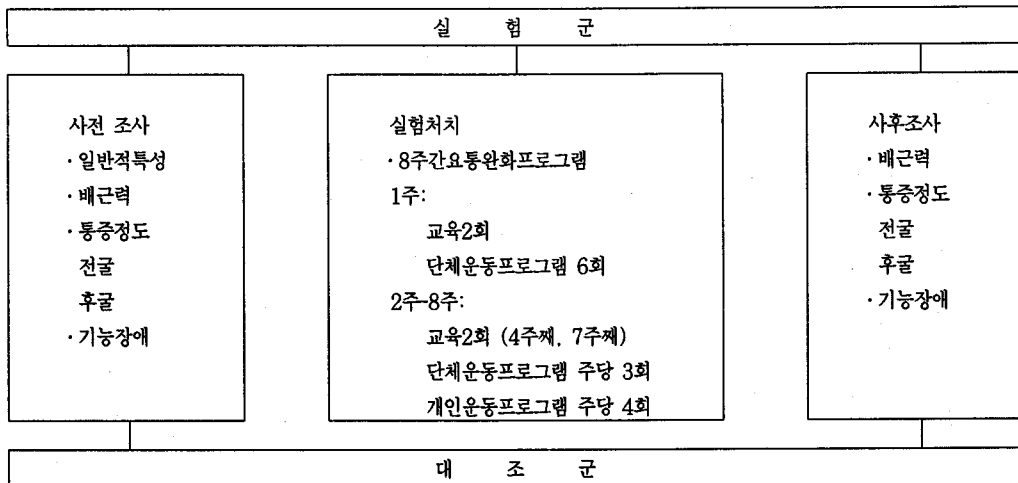 실 험 군
사전 조사
·일반적특성
·배근력
·통증정도
전굴
후굴
·기능장애
실험처치
·8주간요통완화프로그램
1주:
교육2회
단체운동프로그램 6회
2주-8주:
교육2회 (4주째, 7주째)
단체운동프로그램 주당 3회
개인운동프로그램 주당 4회
사후조사
·배근력
·통증정도
전굴
후굴
·기능장애
대 조 군